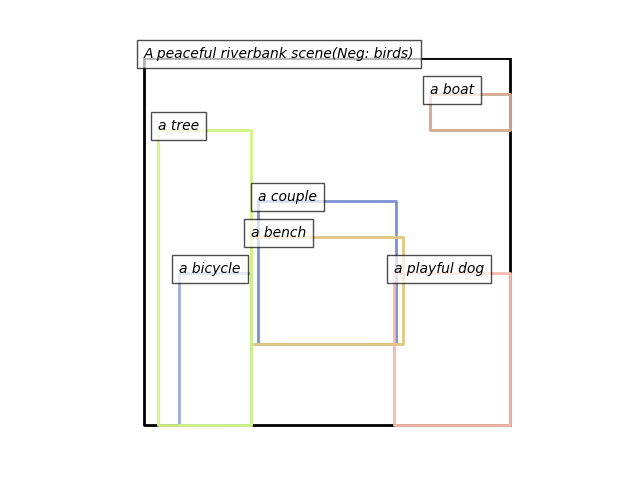 A peaceful riverbank scene(Neg: birds)
a boat
a tree
a couple
a bench
a bicycle
a playful dog